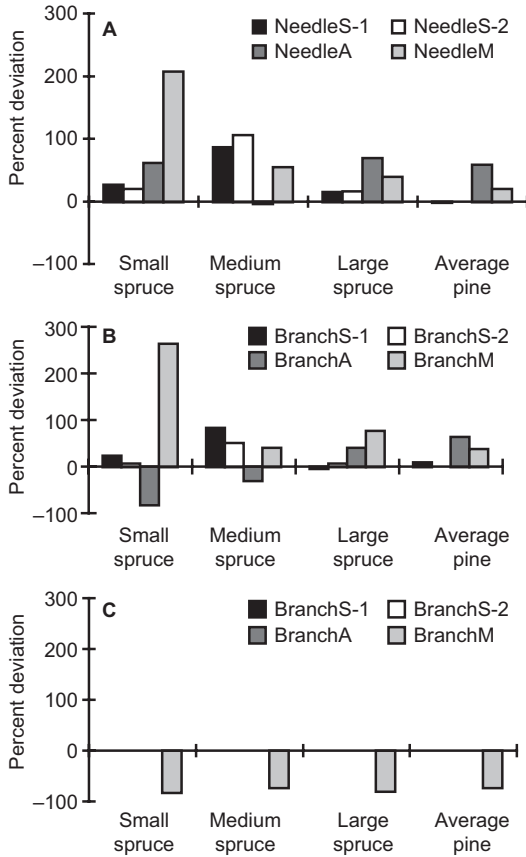 A
NeedleS-1 NeedleS-2
NeedleA NeedleM
Percent deviation
300
200
100
0
–100
Small spruce
Medium spruce
Large spruce
Average pine
B
BranchS-1 BranchS-2
BranchA BranchM
Percent deviation
300
200
100
0
–100
Small spruce
Medium spruce
Large spruce
Average pine
C
BranchS-1 BranchS-2
BranchA BranchM
Percent deviation
300
200
100
0
–100
Small spruce
Medium spruce
Large spruce
Average pine